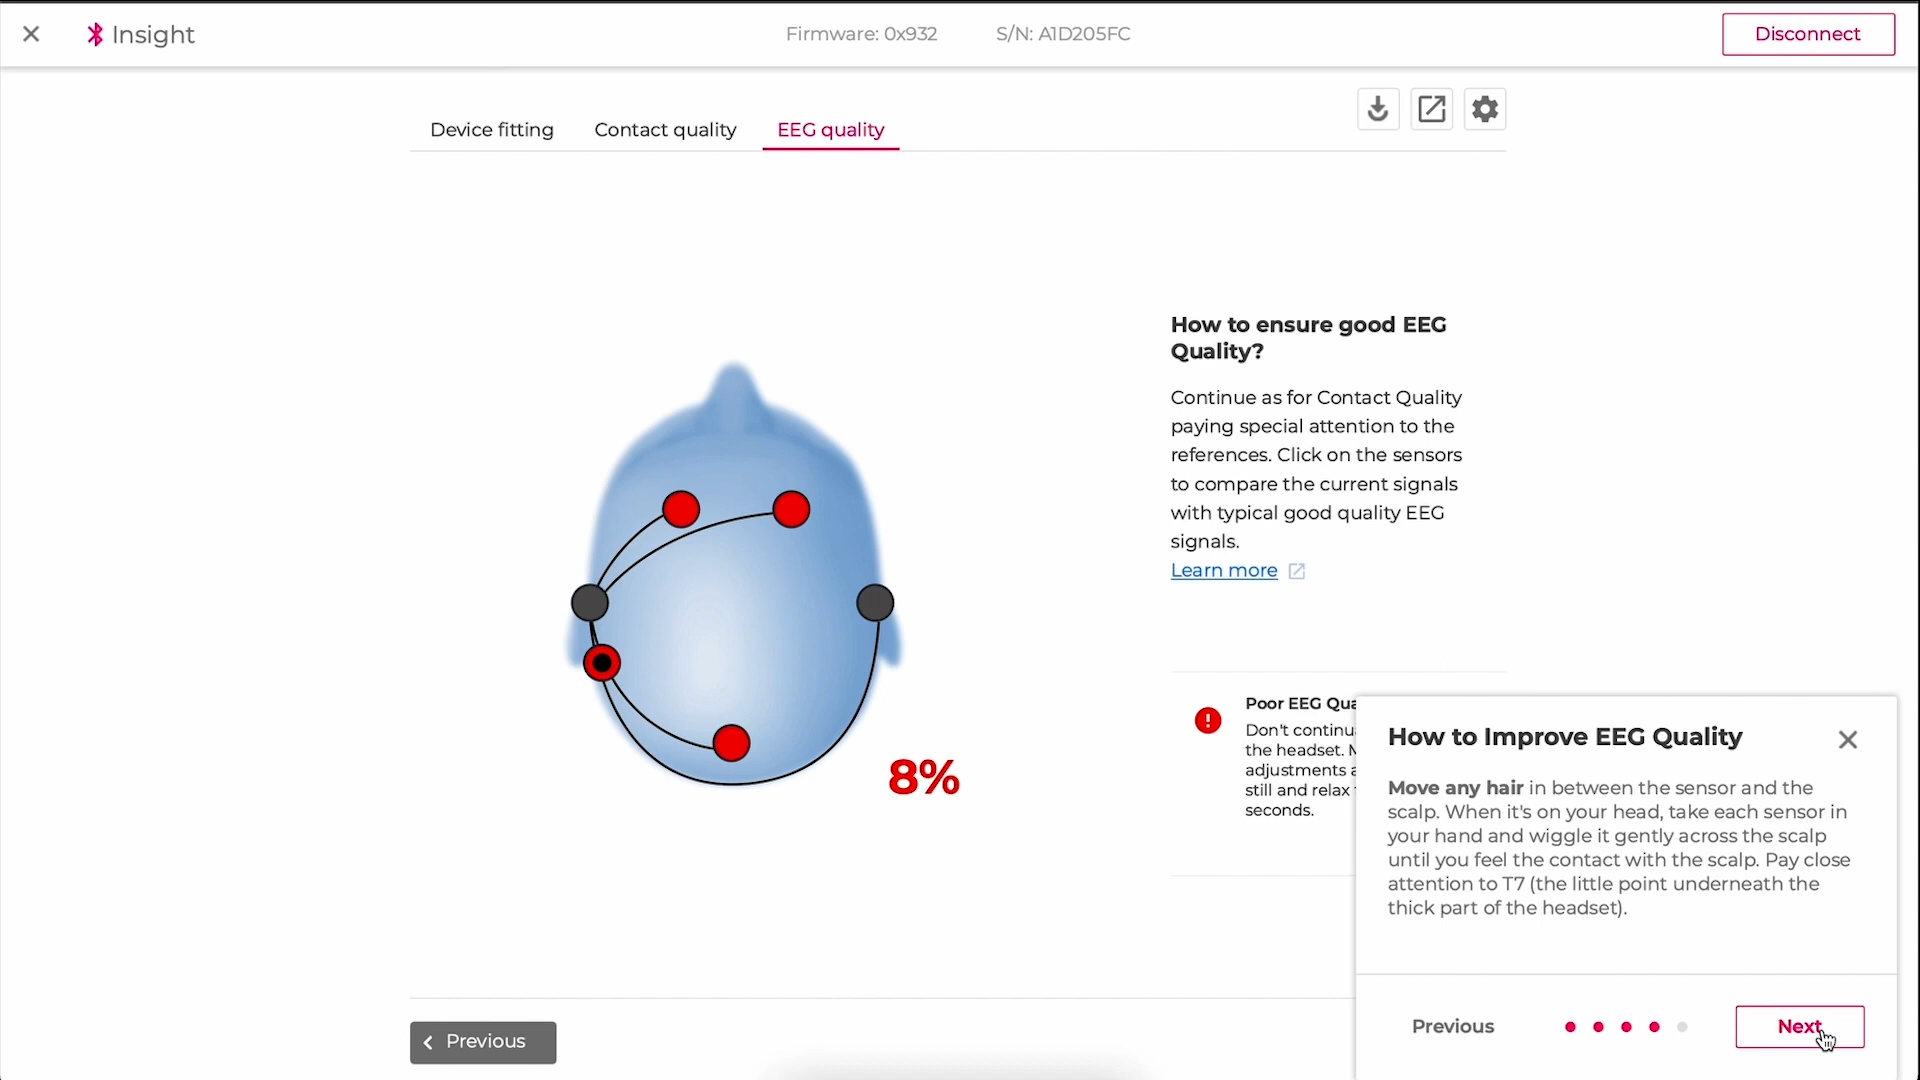 Insight
Firmware: 0x932
S/N: A1D205FC
Disconnect
Device fitting
Contact quality
EEG quality
How to ensure good EEG
Quality?
Continue as for Contact Quality
paying special attention to the
references. Click on the sensors
to compare the current signals
with typical good quality EEG
signals.
Learn more
8%
Poor EEG Qua
Don't continu
the headset. M
adjustments a
still and relax
seconds.
How to Improve EEG Quality
Move any hair in between the sensor and the
scalp. When it's on your head, take each sensor in
your hand and wiggle it gently across the scalp
until you feel the contact with the scalp. Pay close
attention to T7 (the little point underneath the
thick part of the headset).
Previous
Next
Previous